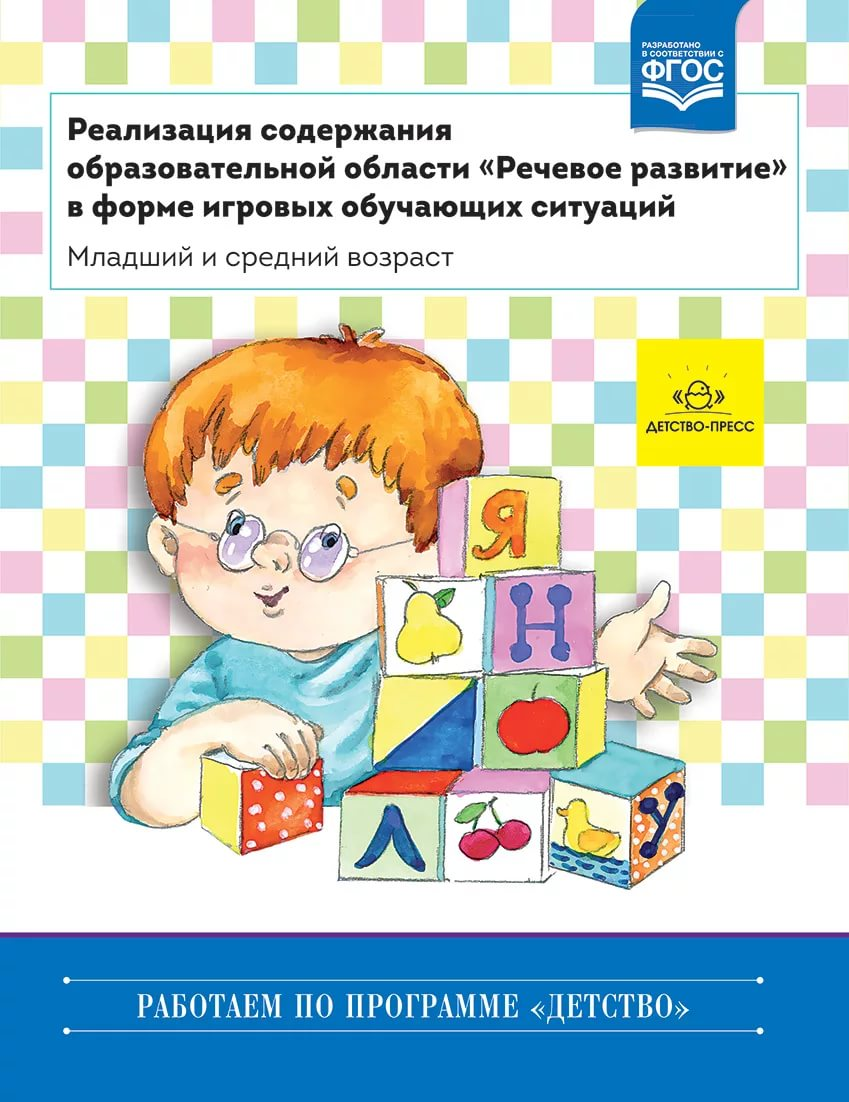 РАЗРАБОТАНО
В СООТВЕТСТВИИ С
ФГОС
Реализация содержания
образовательной области «Речевое развитие»
в форме игровых обучающих ситуаций
Младший и средний возраст
ДЕТСТВО-ПРЕСС
Я
Н
Л
У
РАБОТАЕМ ПО ПРОГРАММЕ «ДЕТСТВО»